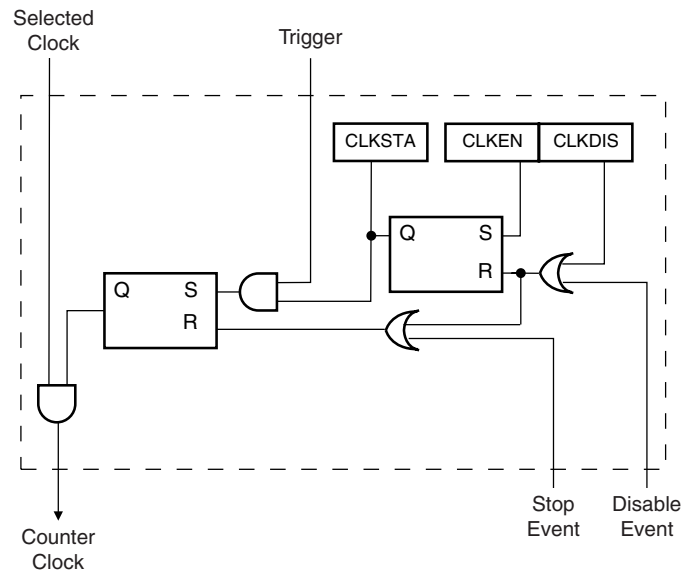 Selected
Clock
Trigger
CLKSTA
CLKEN
CLKDIS
Q
S
R
Q
S
R
Stop
Event
Disable
Event
Counter
Clock